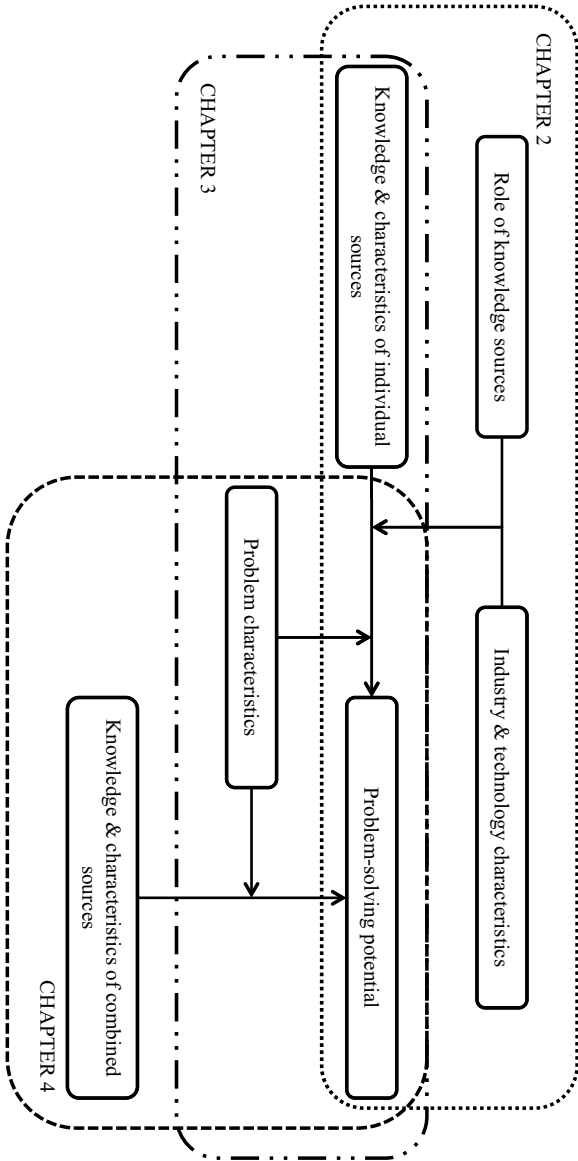 CHAPTER 2
Role of knowledge sources
Industry & technology characteristics
Knowledge & characteristics of individual
sources
Problem-solving potential
CHAPTER 3
Problem characteristics
Knowledge & characteristics of combined
sources
CHAPTER 4